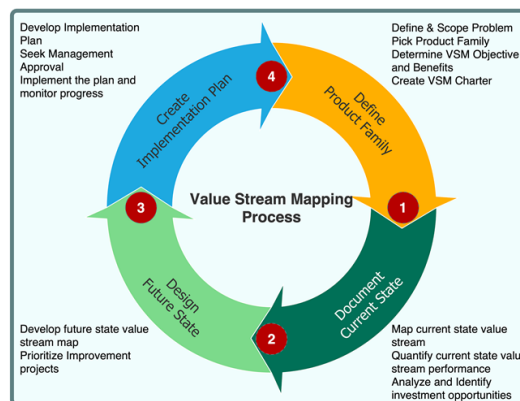 Develop Implementation
Plan
Seek Management
Approval
Implement the plan and
monitor progress
Define & Scope Problem
Pick Product Family
Determine VSM Objective
and Benefits
Create VSM Charter
4
Create
Implementation Plan
Define
Product Family
Value Stream Mapping
Process
3
1
Design
Future State
Document
Current State
2
Develop future state value
stream map
Prioritize Improvement
projects
Map current state value
stream
Quantify current state valu
stream performance
Analyze and Identify
investment opportunities